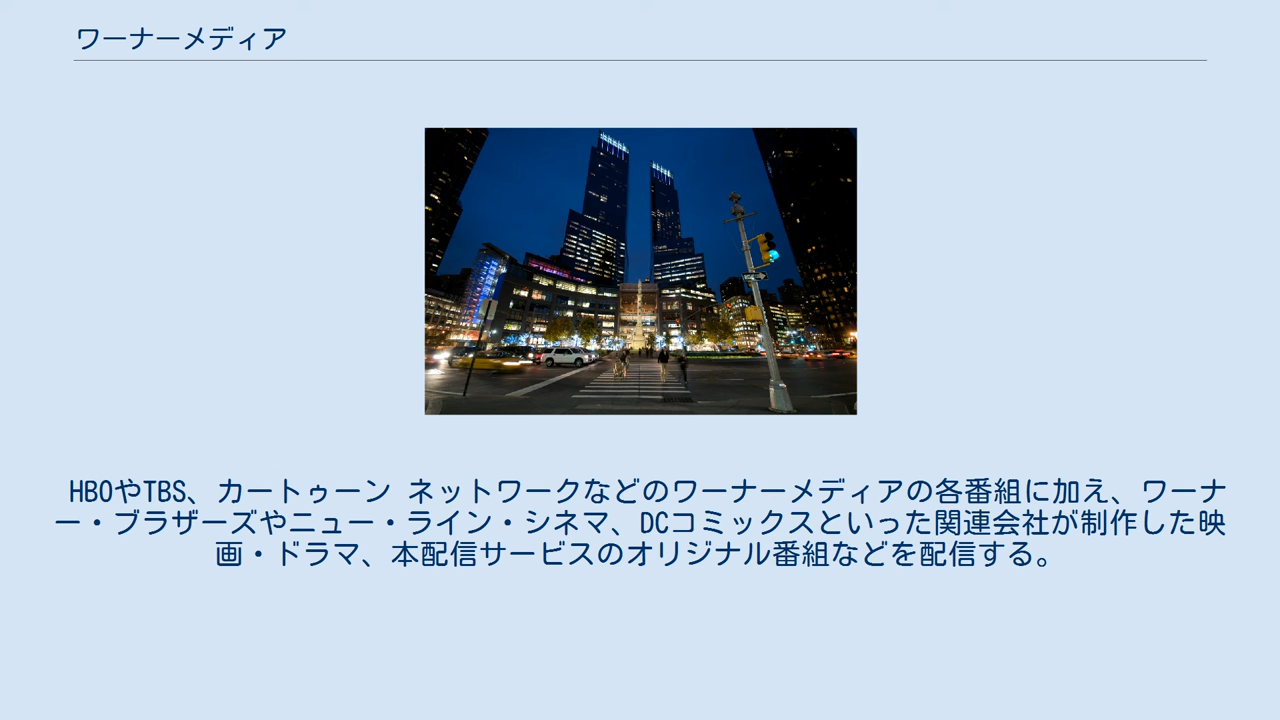 ワーナーメディア
HBOやTBS、カートゥーン ネットワークなどのワーナーメディアの各番組に加え、ワーナ
ー・ブラザーズやニュー・ライン・シネマ、DCコミックスといった関連会社が制作した映
画・ドラマ、本配信サービスのオリジナル番組などを配信する。